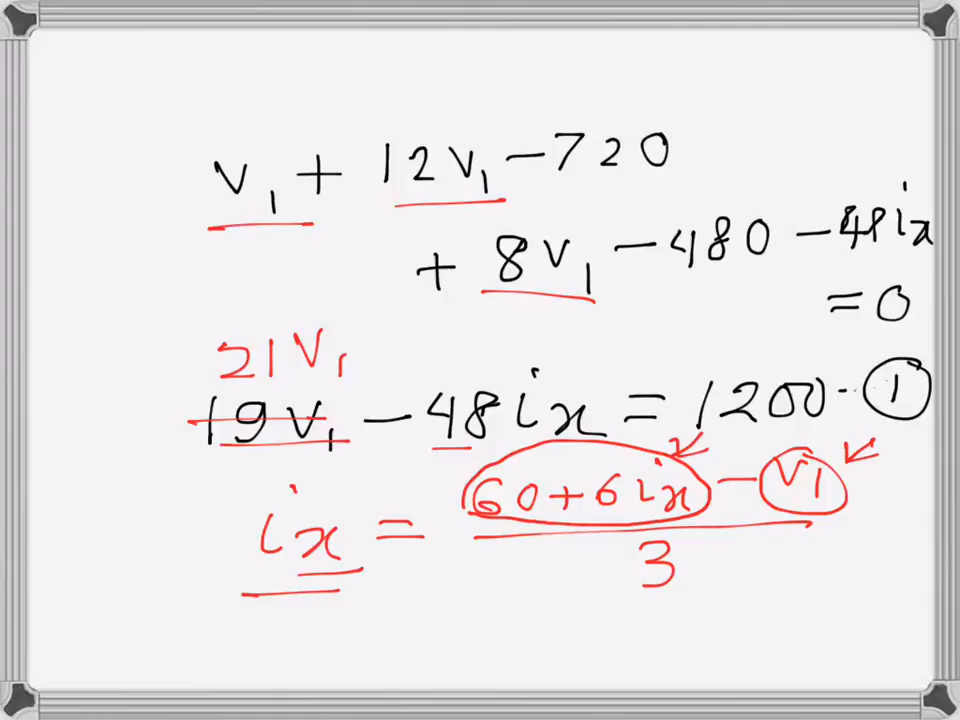 v1 + 12v1 - 720
+ 8v1 - 480 - 48ix
= 0
21v1
19v1 - 48ix = 1200 -- 1
ix = (60 + 6ix - v1) / 3